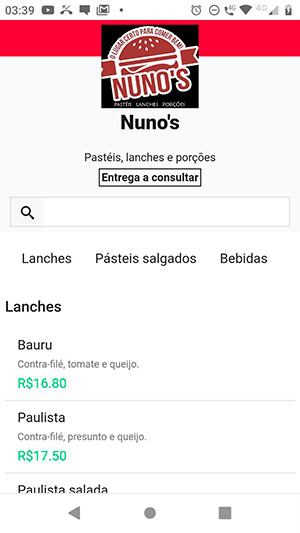 03:39
4G
4G
O LUGAR CERTO PARA COMER BEM!
NUNO'S
PASTÉIS LANCHES PORÇÕES
Nuno's
Pastéis, lanches e porções
Entrega a consultar
Lanches Pásteis salgados Bebidas
Lanches
Bauru
Contra-filé, tomate e queijo.
R$16.80
Paulista
Contra-filé, presunto e queijo.
R$17.50
Paulista salada